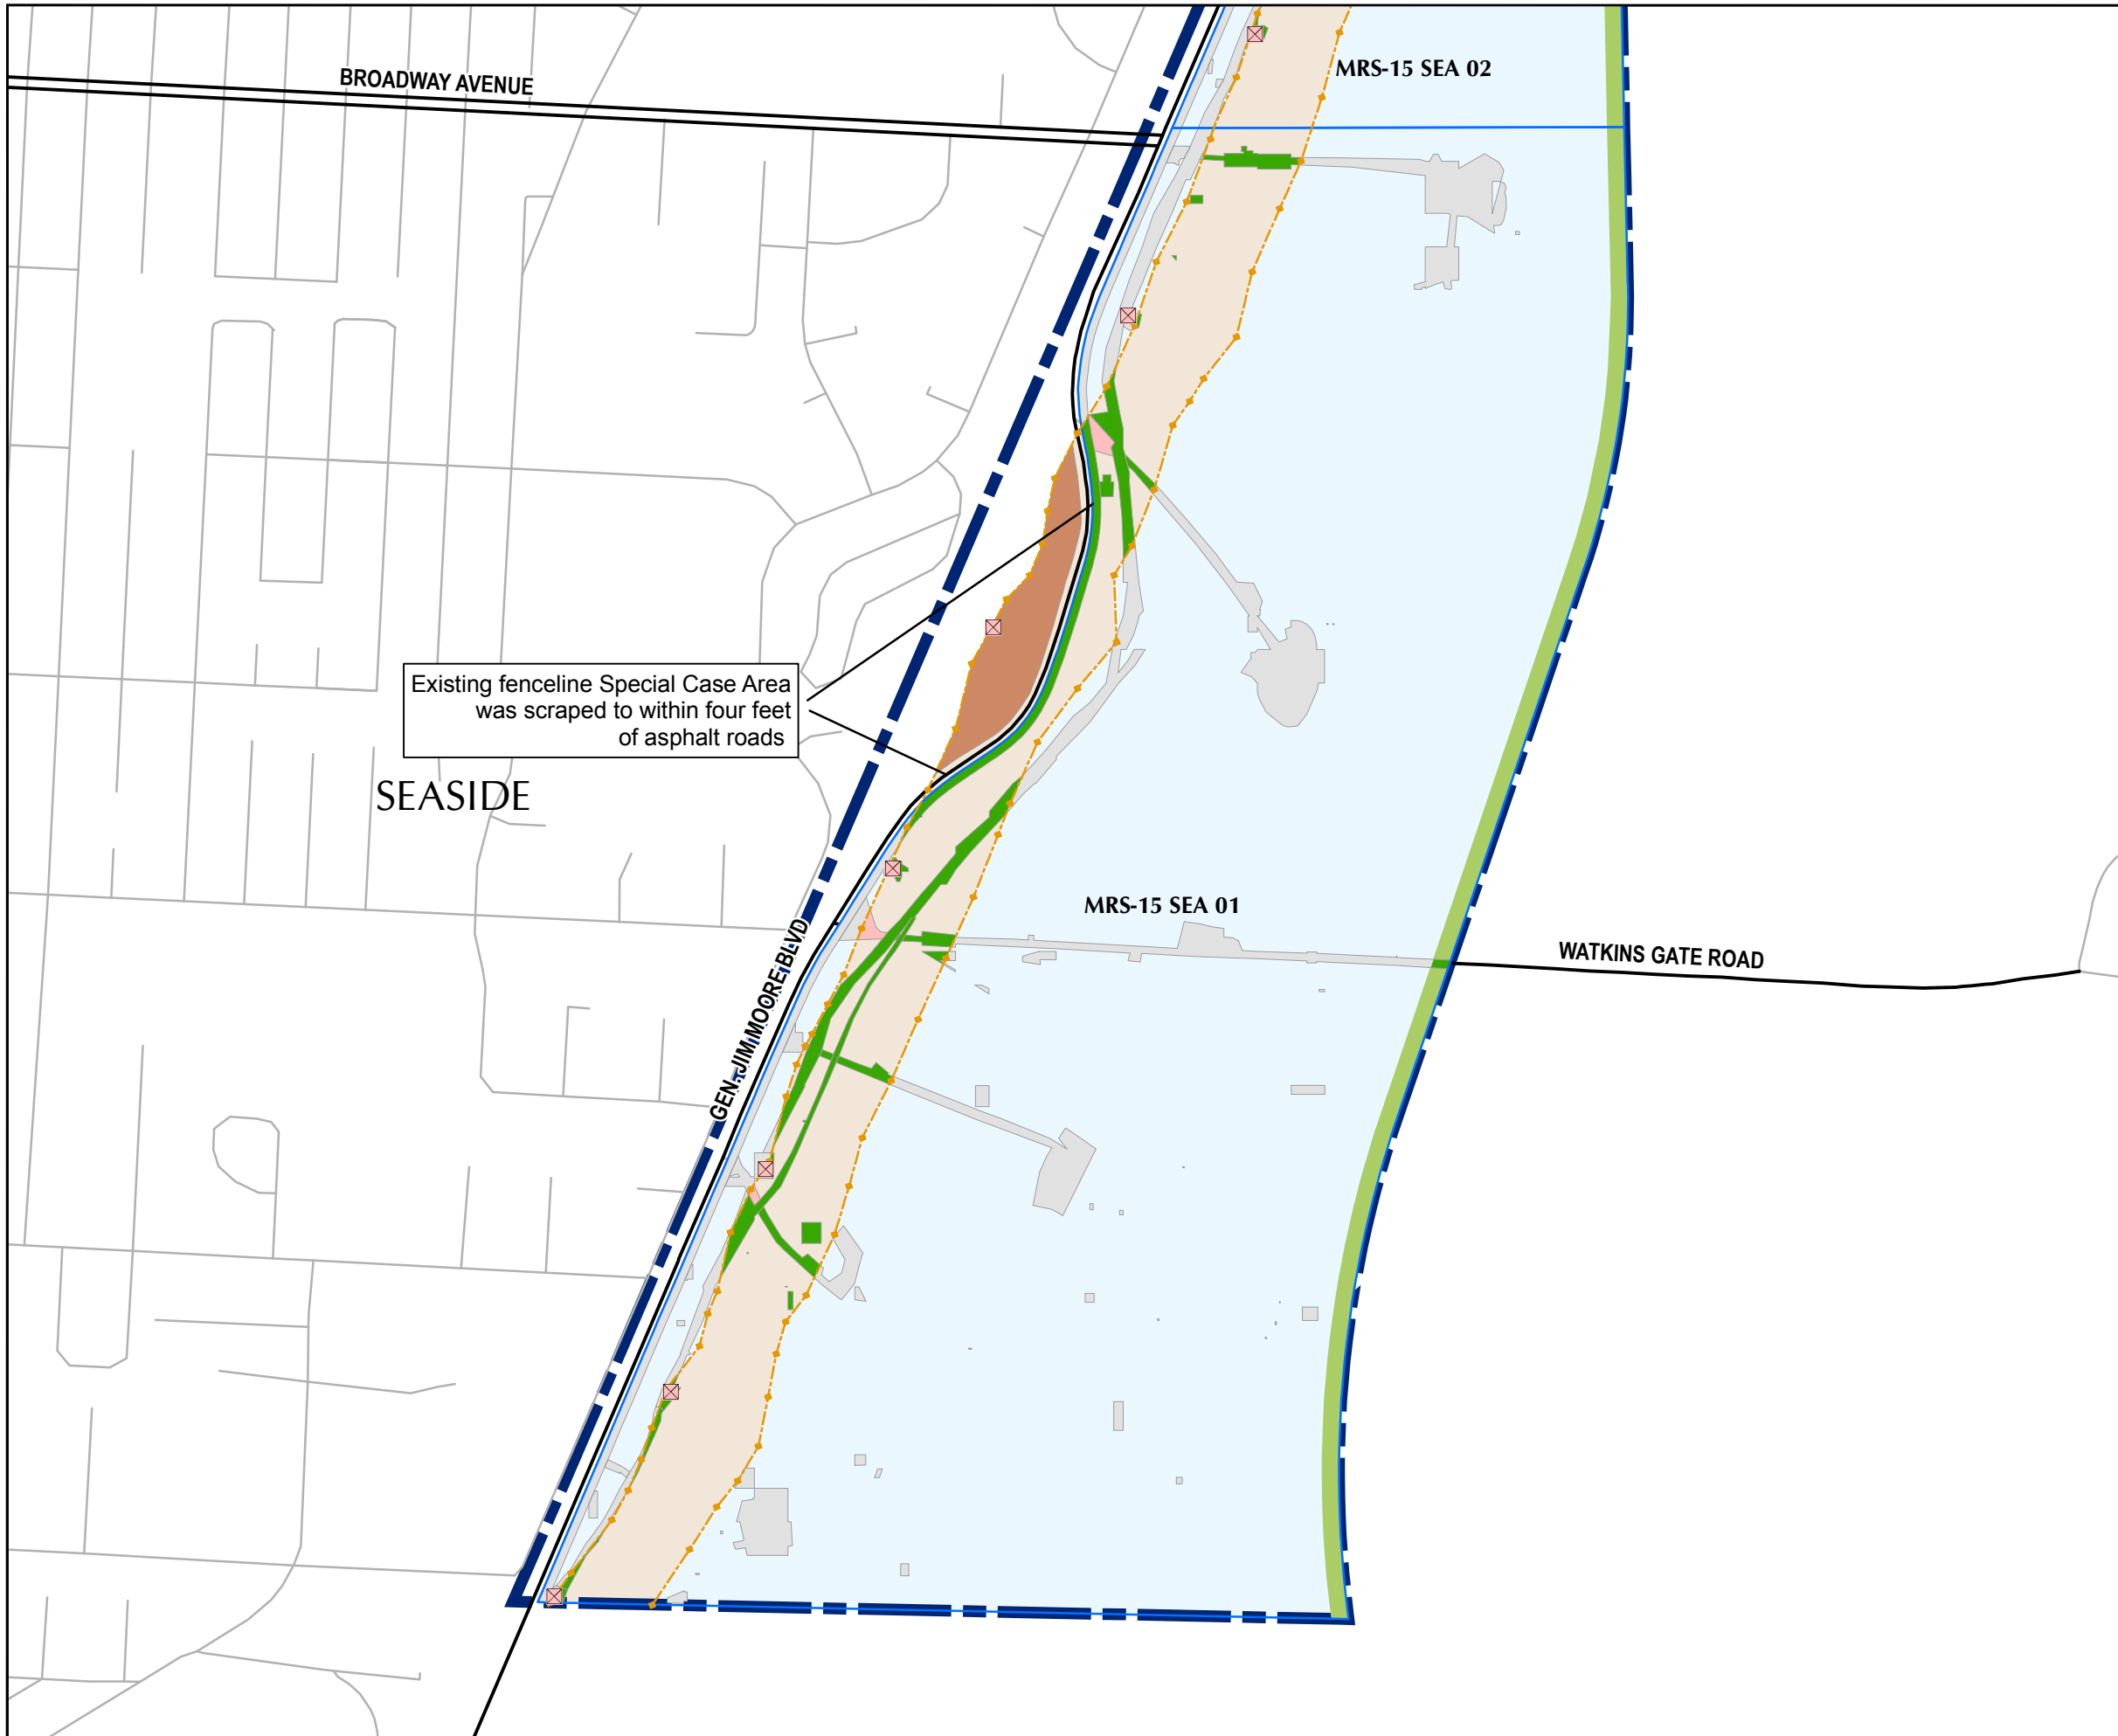 MRS-15 SEA 02
BROADWAY AVENUE
Existing fenceline Special Case Area
was scraped to within four feet
of asphalt roads
SEASIDE
MRS-15 SEA 01
WATKINS GATE ROAD
GEN. JIM MOORE BLVD